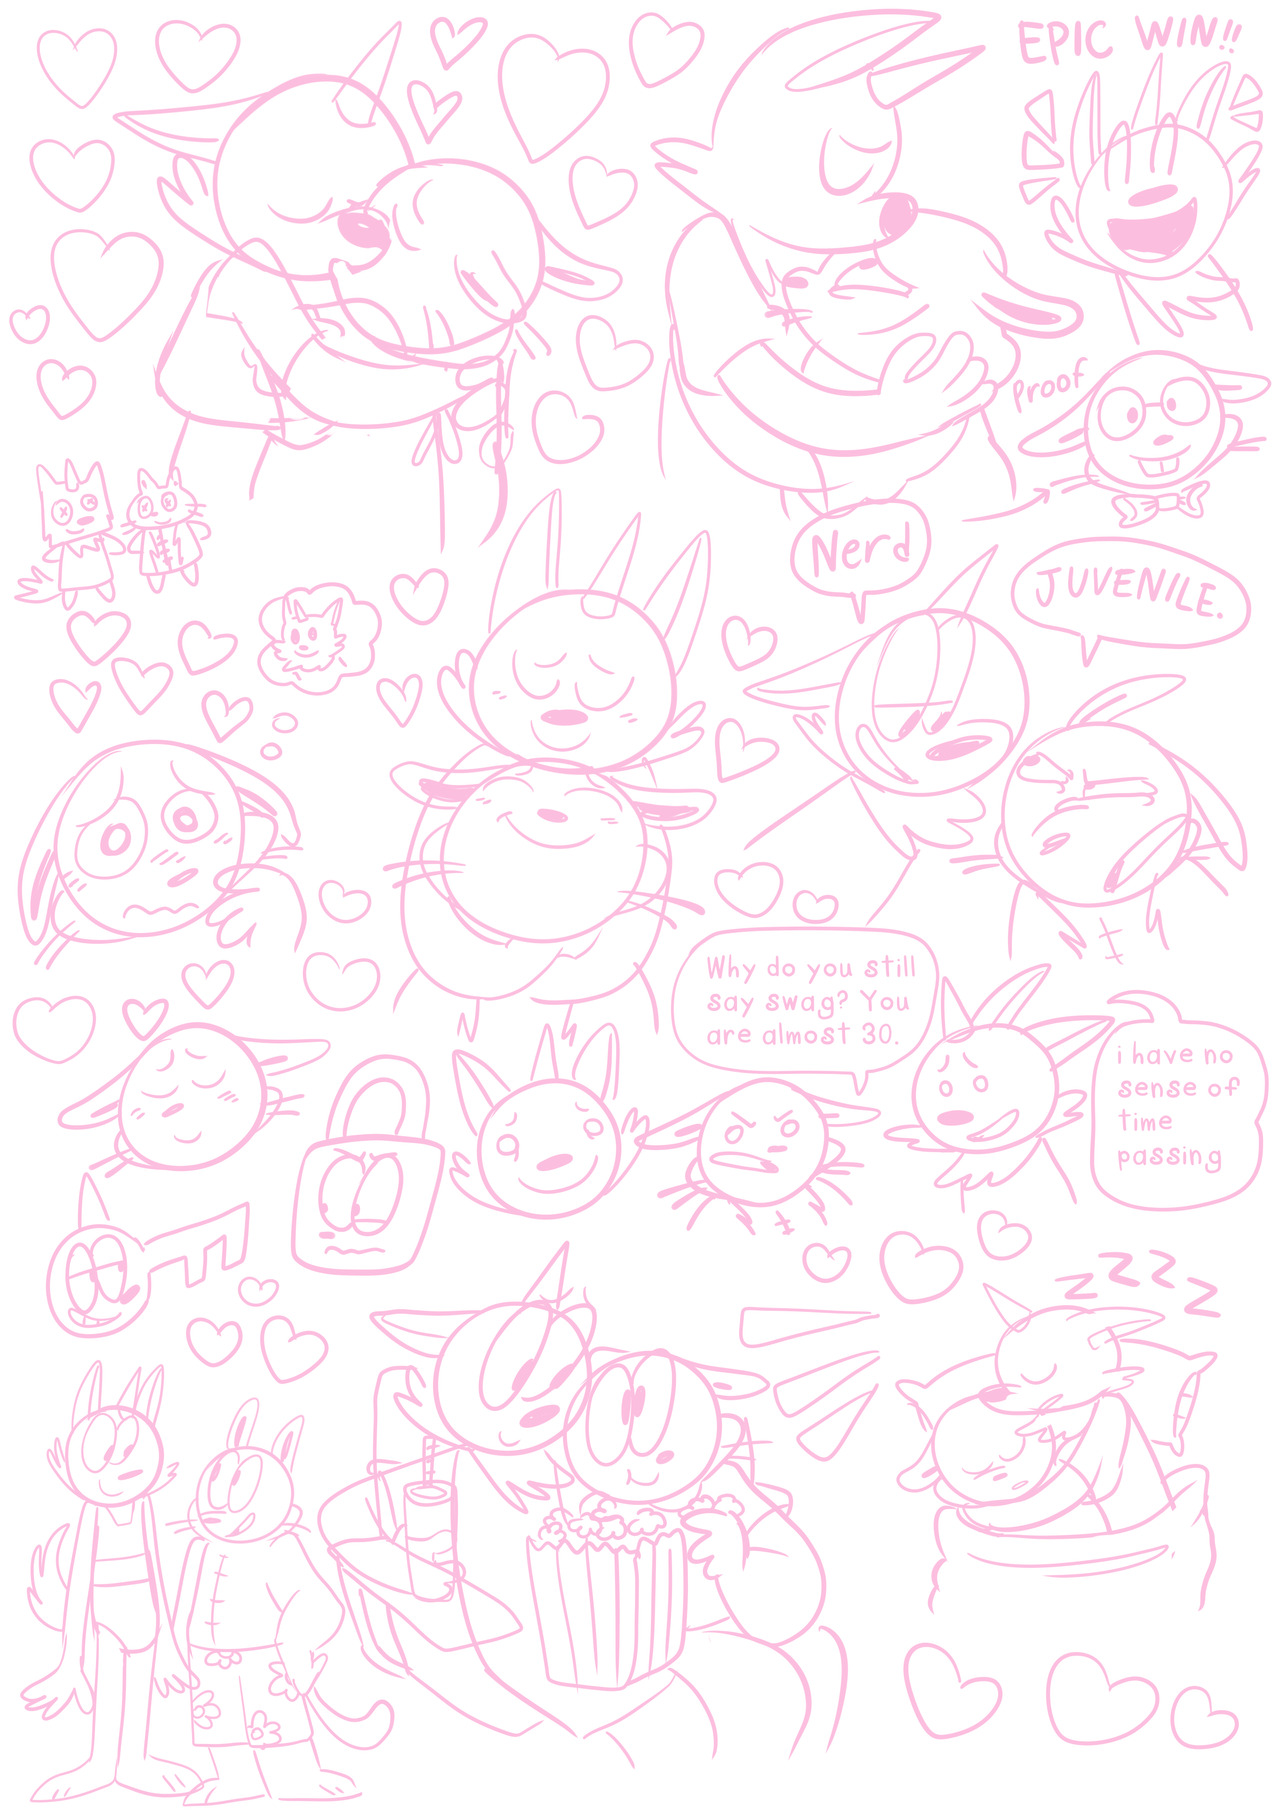 EPIC WIN!!
Proof
Nerd
JUVENILE.
Why do you still
say swag? You
are almost 30.
i have no
sense of
time
passing
z z z z